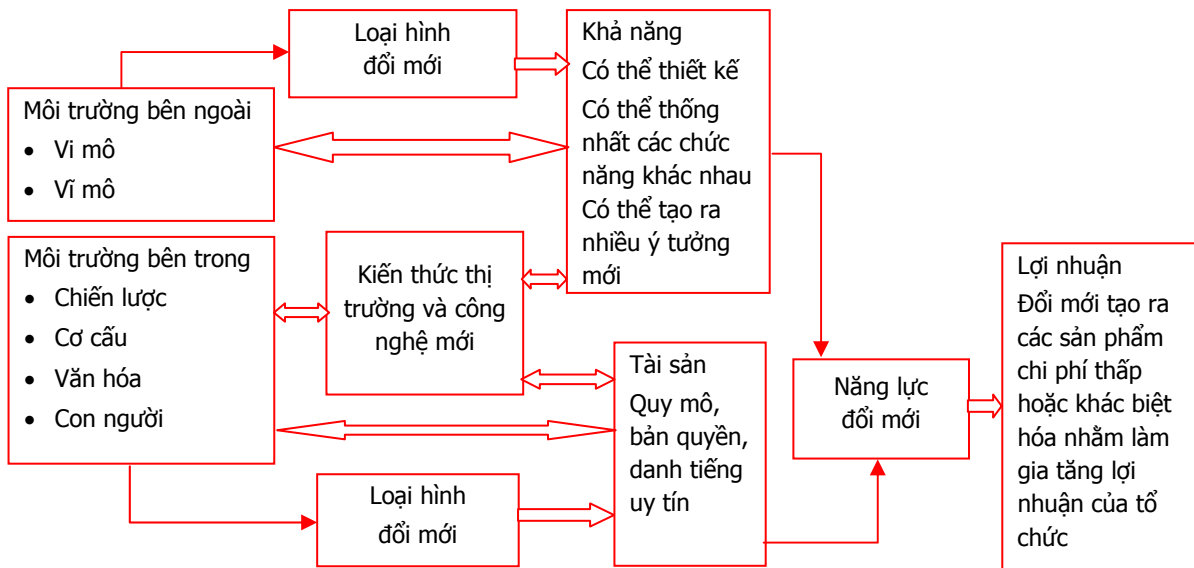 Loại hình
đổi mới
Khả năng
Có thể thiết kế
Có thể thống
nhất các chức
năng khác nhau
Có thể tạo ra
nhiều ý tưởng
mới
Môi trường bên ngoài
• Vi mô
• Vĩ mô
Môi trường bên trong
• Chiến lược
• Cơ cấu
• Văn hóa
• Con người
Kiến thức thị
trường và công
nghệ mới
Tài sản
Quy mô,
bản quyền,
danh tiếng
uy tín
Loại hình
đổi mới
Năng lực
đổi mới
Lợi nhuận
Đổi mới tạo ra
các sản phẩm
chi phí thấp
hoặc khác biệt
hóa nhằm làm
gia tăng lợi
nhuận của tổ
chức